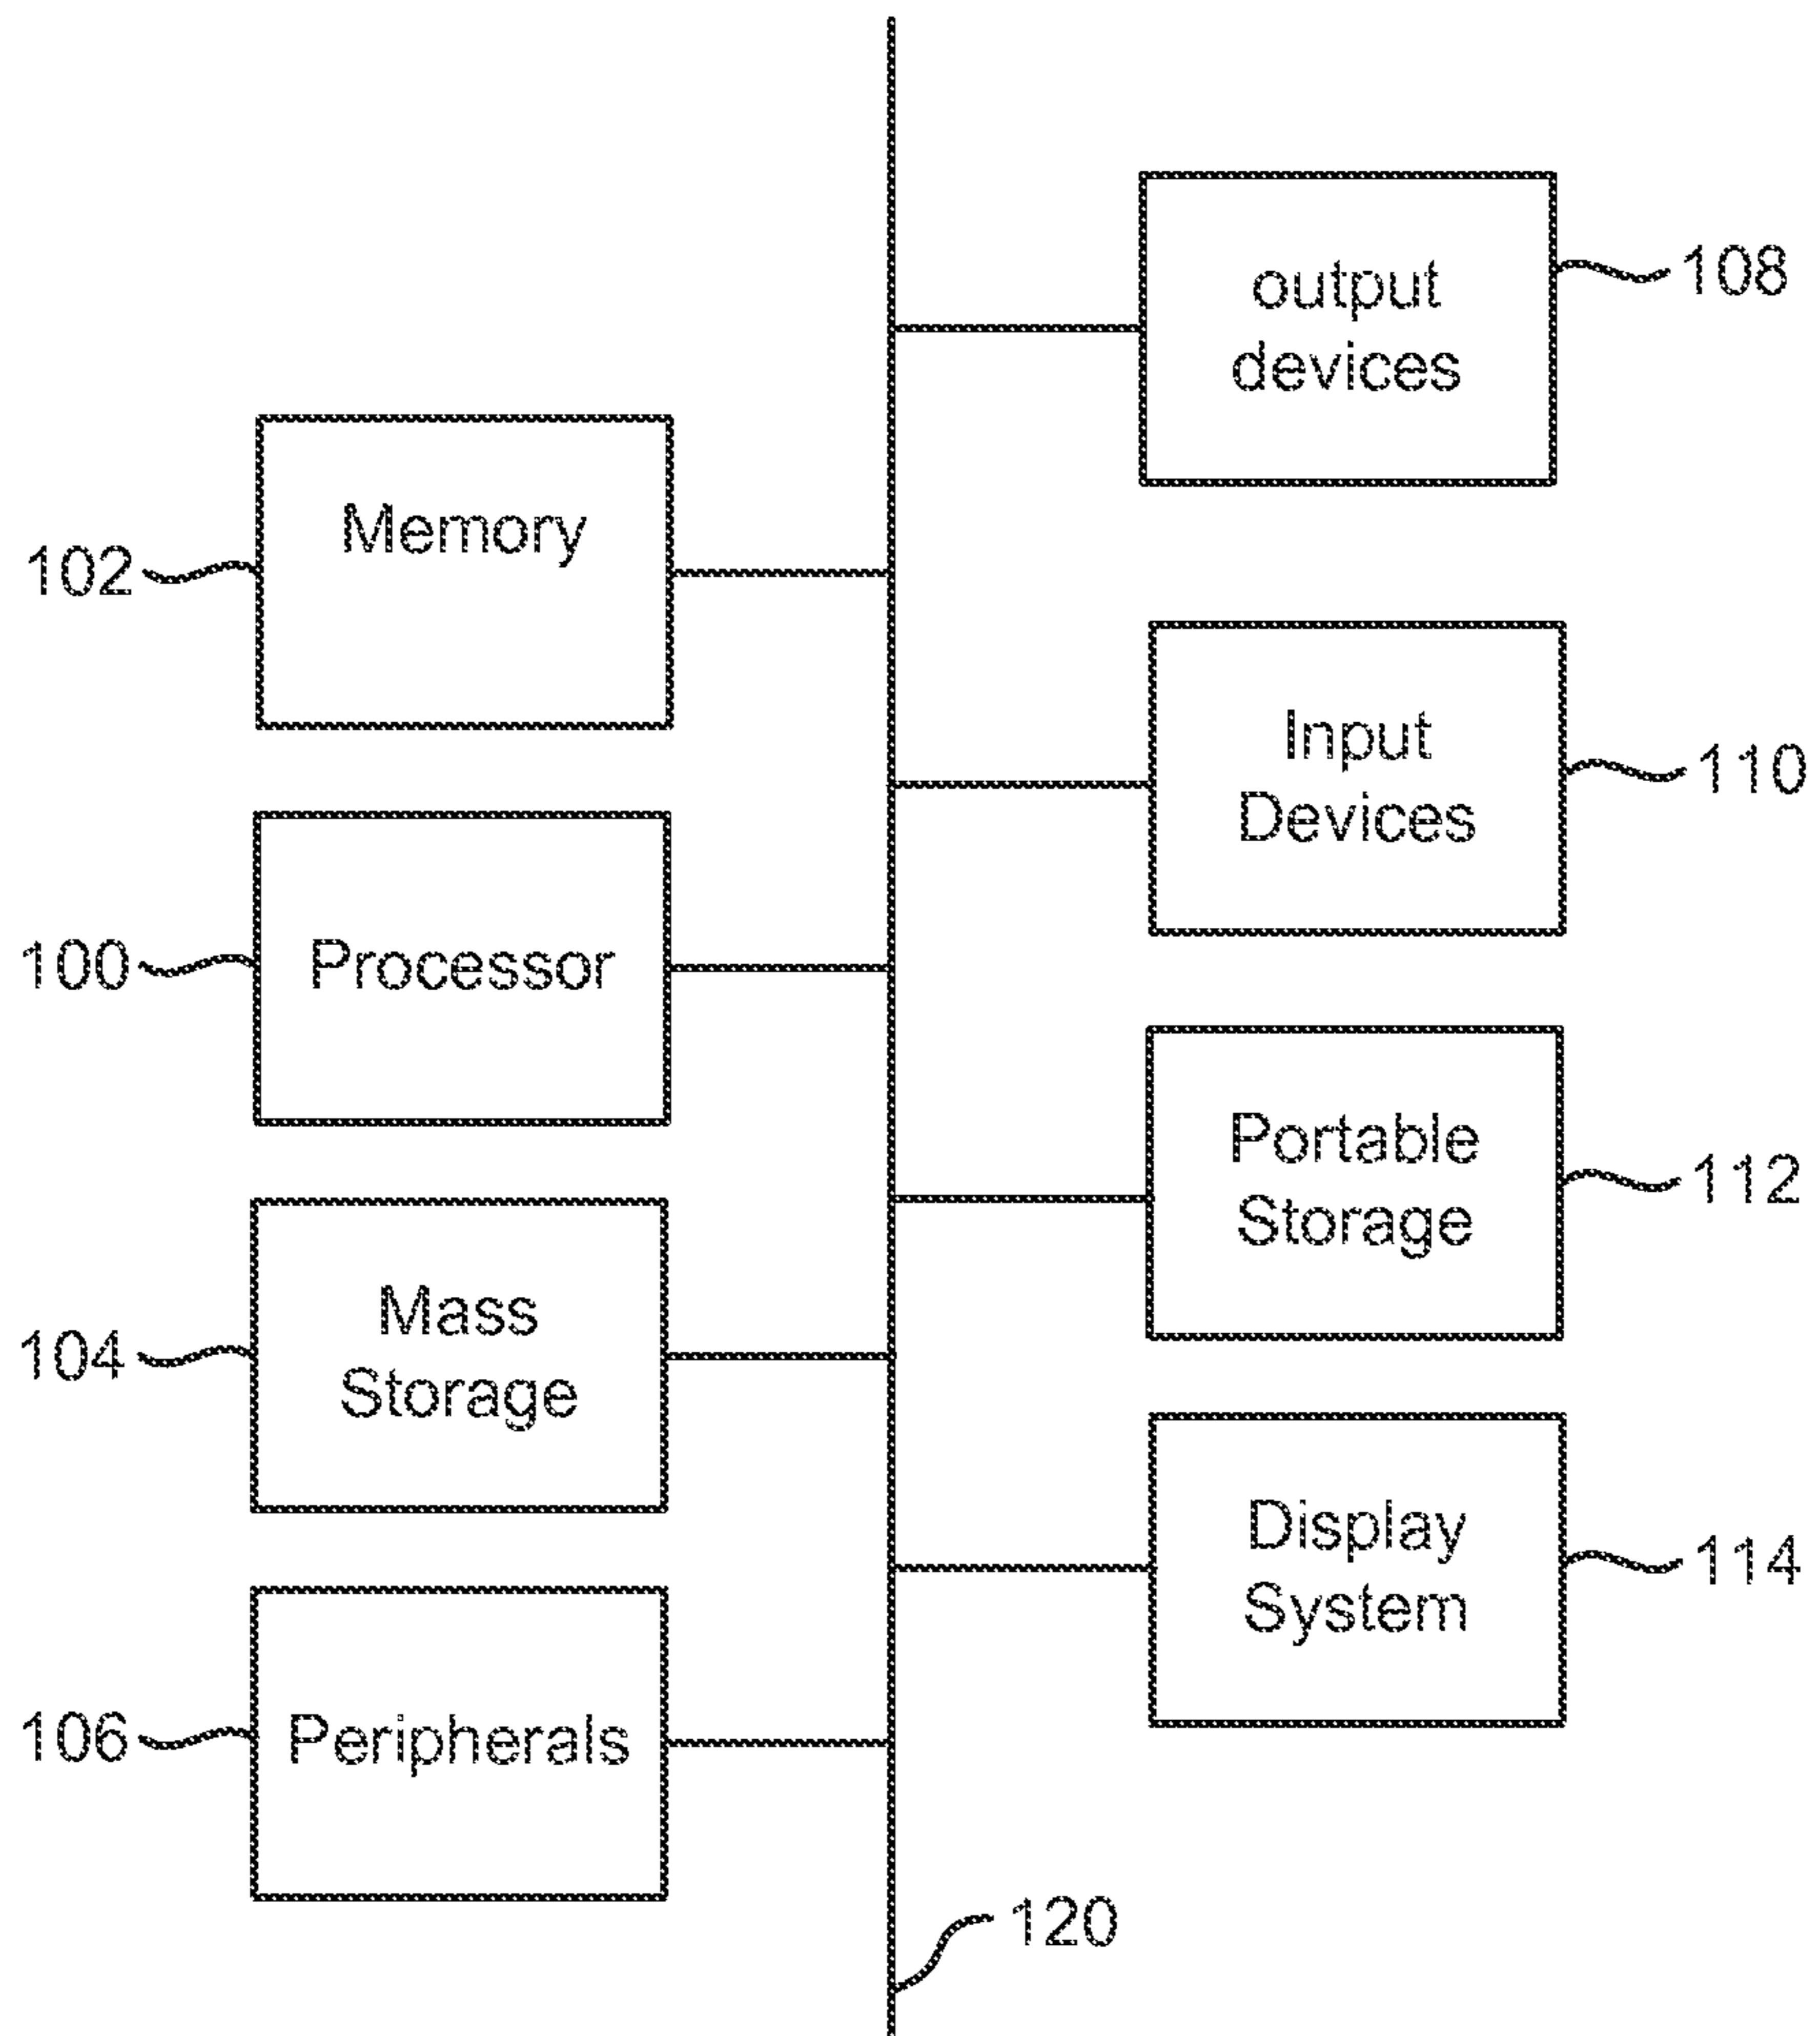 output
devices
108
Memory
102
Input
Devices
110
Processor
100
Portable
Storage
112
Mass
Storage
104
Display
System
114
Peripherals
106
120